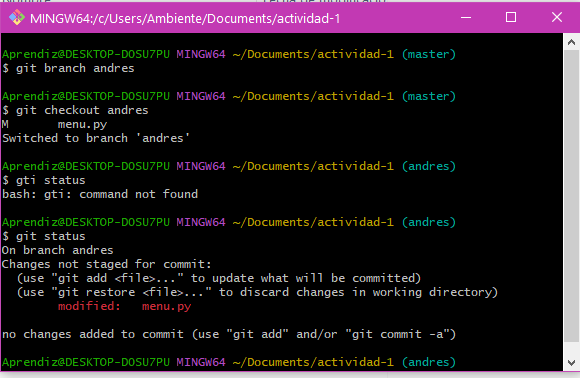 MINGW64:/c/Users/Ambiente/Documents/actividad-1
Aprendiz@DESKTOP-DOSU7PU MINGW64 ~/Documents/actividad-1 (master)
$ git branch andres
Aprendiz@DESKTOP-DOSU7PU MINGW64 ~/Documents/actividad-1 (master)
$ git checkout andres
M       menu.py
Switched to branch 'andres'
Aprendiz@DESKTOP-DOSU7PU MINGW64 ~/Documents/actividad-1 (andres)
$ gti status
bash: gti: command not found
Aprendiz@DESKTOP-DOSU7PU MINGW64 ~/Documents/actividad-1 (andres)
$ git status
On branch andres
Changes not staged for commit:
  (use "git add <file>..." to update what will be committed)
  (use "git restore <file>..." to discard changes in working directory)
        modified:   menu.py
no changes added to commit (use "git add" and/or "git commit -a")
Aprendiz@DESKTOP-DOSU7PU MINGW64 ~/Documents/actividad-1 (andres)